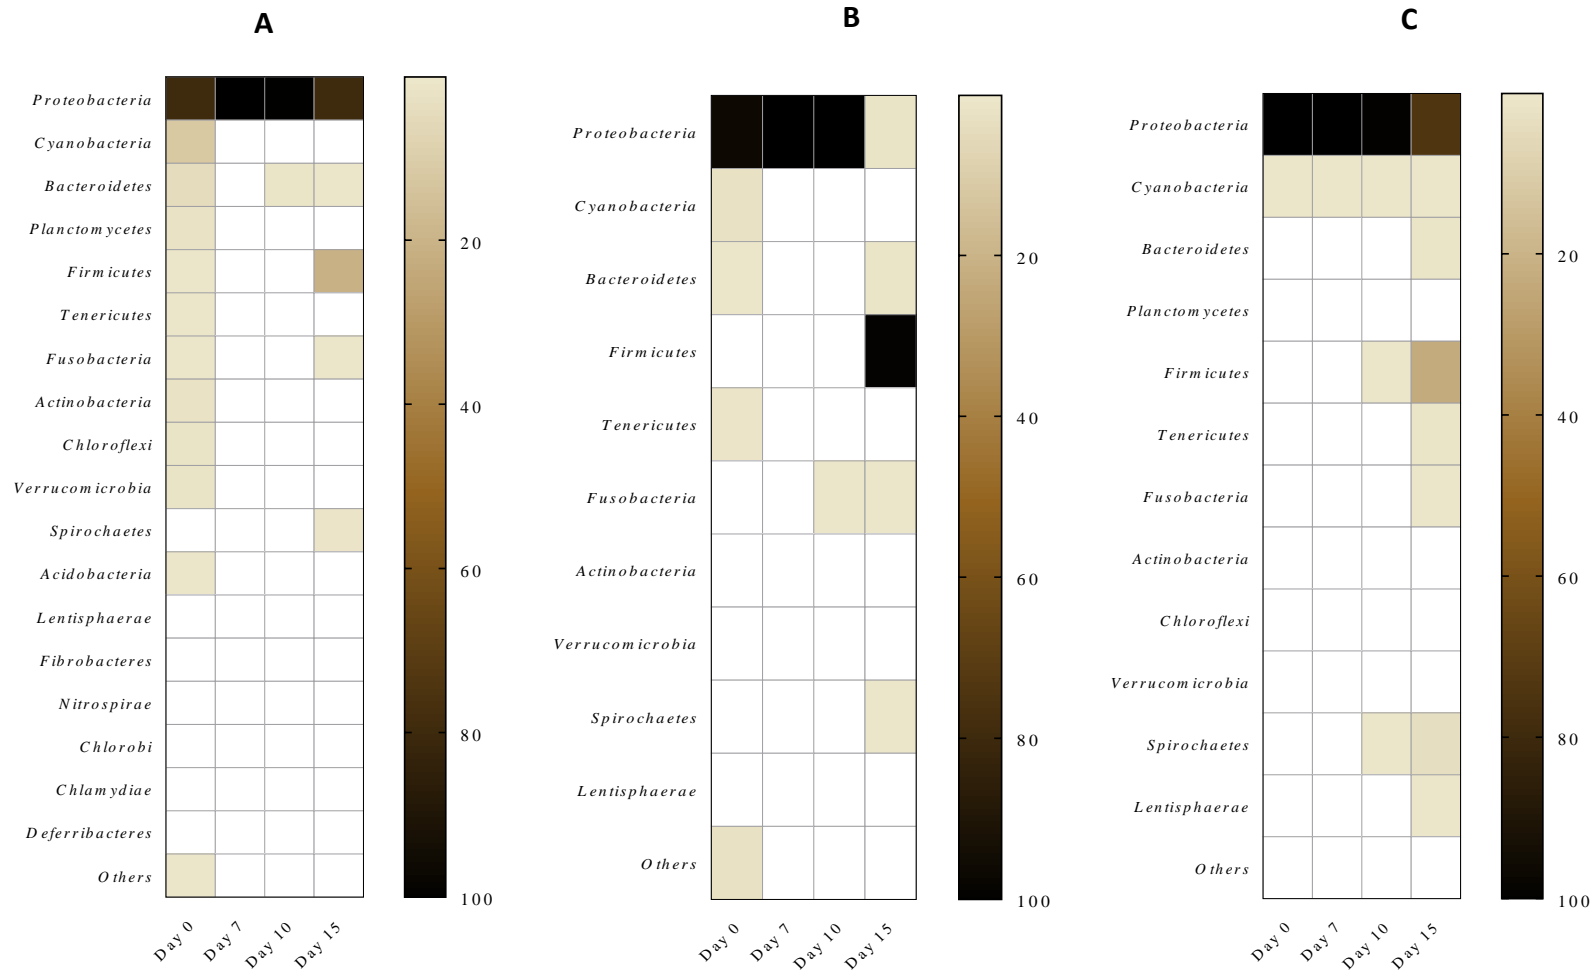 A
Proteobacteria
Cyanobacteria
Bacteroidetes
Planctomycetes
Firmicutes
Tenericutes
Fusobacteria
Actinobacteria
Chloroflexi
Verrucomicrobia
Spirochaetes
Acidobacteria
Lentisphaerae
Fibrobacteres
Nitrospirae
Chlorobi
Chlamydiae
Deferribacteres
Others
Day 0
Day 7
Day 10
Day 15
20
40
60
80
100
B
Proteobacteria
Cyanobacteria
Bacteroidetes
Firmicutes
Tenericutes
Fusobacteria
Actinobacteria
Verrucomicrobia
Spirochaetes
Lentisphaerae
Others
Day 0
Day 7
Day 10
Day 15
20
40
60
80
100
C
Proteobacteria
Cyanobacteria
Bacteroidetes
Planctomycetes
Firmicutes
Tenericutes
Fusobacteria
Actinobacteria
Chloroflexi
Verrucomicrobia
Spirochaetes
Lentisphaerae
Others
Day 0
Day 7
Day 10
Day 15
20
40
60
80
100